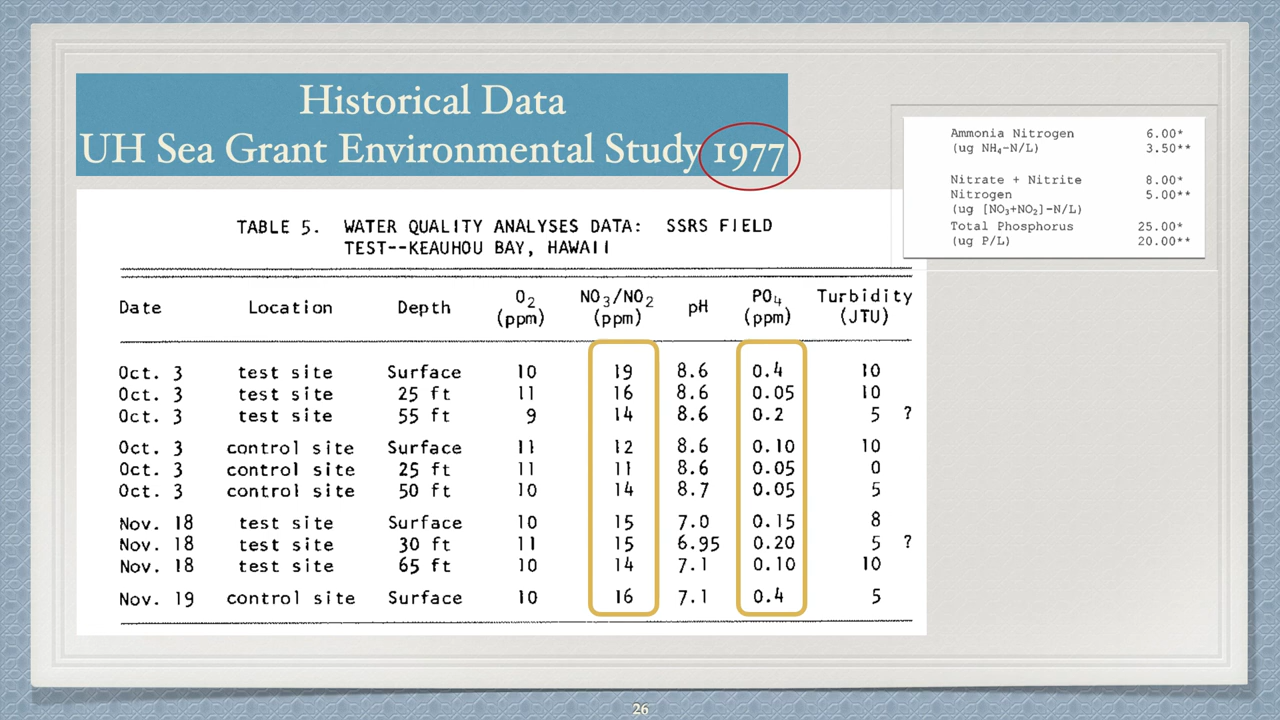 Historical Data
UH Sea Grant Environmental Study 1977
Ammonia Nitrogen 6.00*
(ug NH₄-N/L) 3.50**
Nitrate + Nitrite 8.00*
Nitrogen 5.00**
(ug [NO₃+NO₂]-N/L)
Total Phosphorus 25.00*
(ug P/L) 20.00**
TABLE 5. WATER QUALITY ANALYSES DATA: SSRS FIELD
TEST--KEAUHOU BAY, HAWAII
Date Location Depth O₂ (ppm) NO₃/NO₂ (ppm) pH PO₄ (ppm) Turbidity (JTU)
Oct. 3 test site Surface 10 19 8.6 0.4 10
Oct. 3 test site 25 ft 11 16 8.6 0.05 10
Oct. 3 test site 55 ft 9 14 8.6 0.2 5 ?
Oct. 3 control site Surface 11 12 8.6 0.10 10
Oct. 3 control site 25 ft 11 11 8.6 0.05 0
Oct. 3 control site 50 ft 10 14 8.7 0.05 5
Nov. 18 test site Surface 10 15 7.0 0.15 8
Nov. 18 test site 30 ft 11 15 6.95 0.20 5 ?
Nov. 18 test site 65 ft 10 14 7.1 0.10 10
Nov. 19 control site Surface 10 16 7.1 0.4 5
26